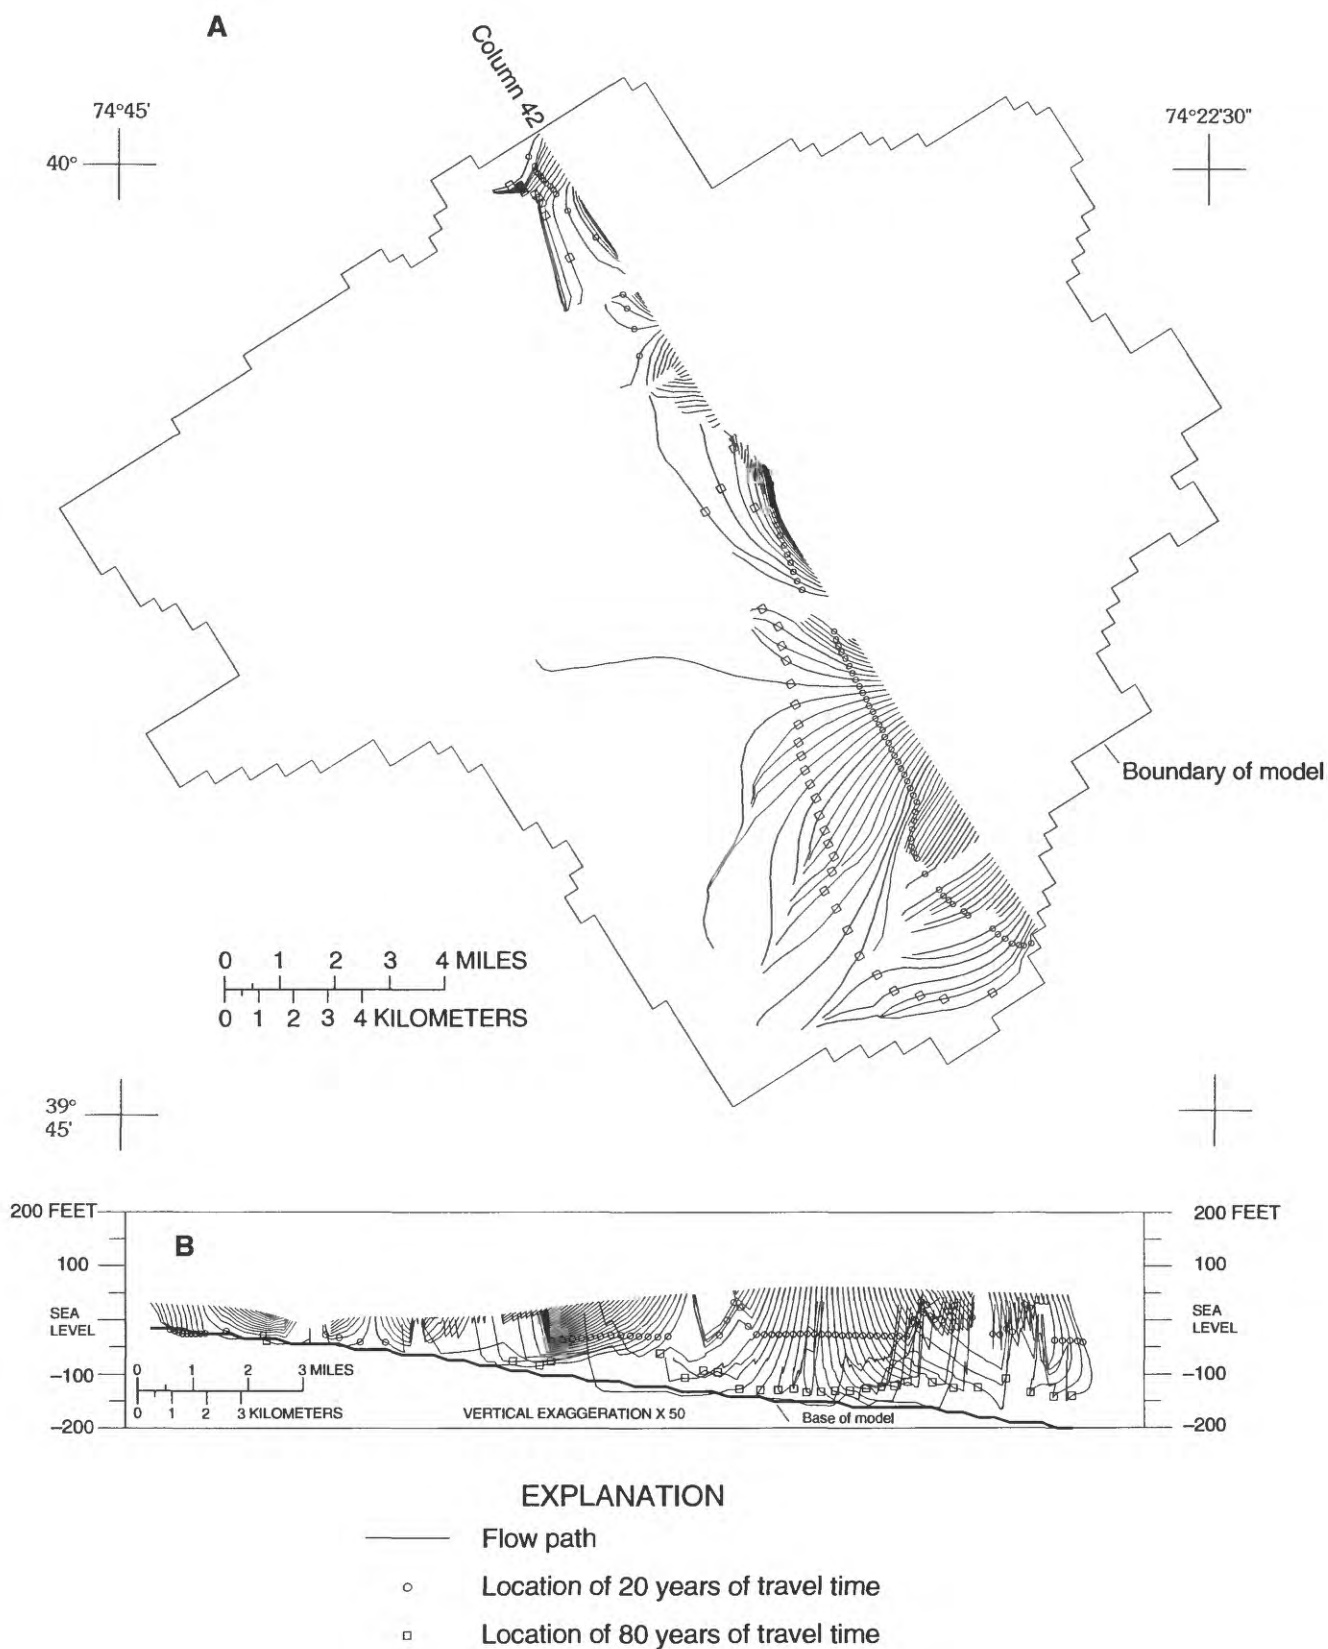 A
Column 42
74°45'
74°22'30"
40°
Boundary of model
0 1 2 3 4 MILES
0 1 2 3 4 KILOMETERS
39°
45'
200 FEET
200 FEET
B
100
100
SEA
LEVEL
SEA
LEVEL
-100
-100
0 1 2 3 MILES
0 1 2 3 KILOMETERS
VERTICAL EXAGGERATION X 50
Base of model
-200
-200
EXPLANATION
Flow path
Location of 20 years of travel time
Location of 80 years of travel time